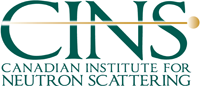 CINS
CANADIAN INSTITUTE FOR
NEUTRON SCATTERING